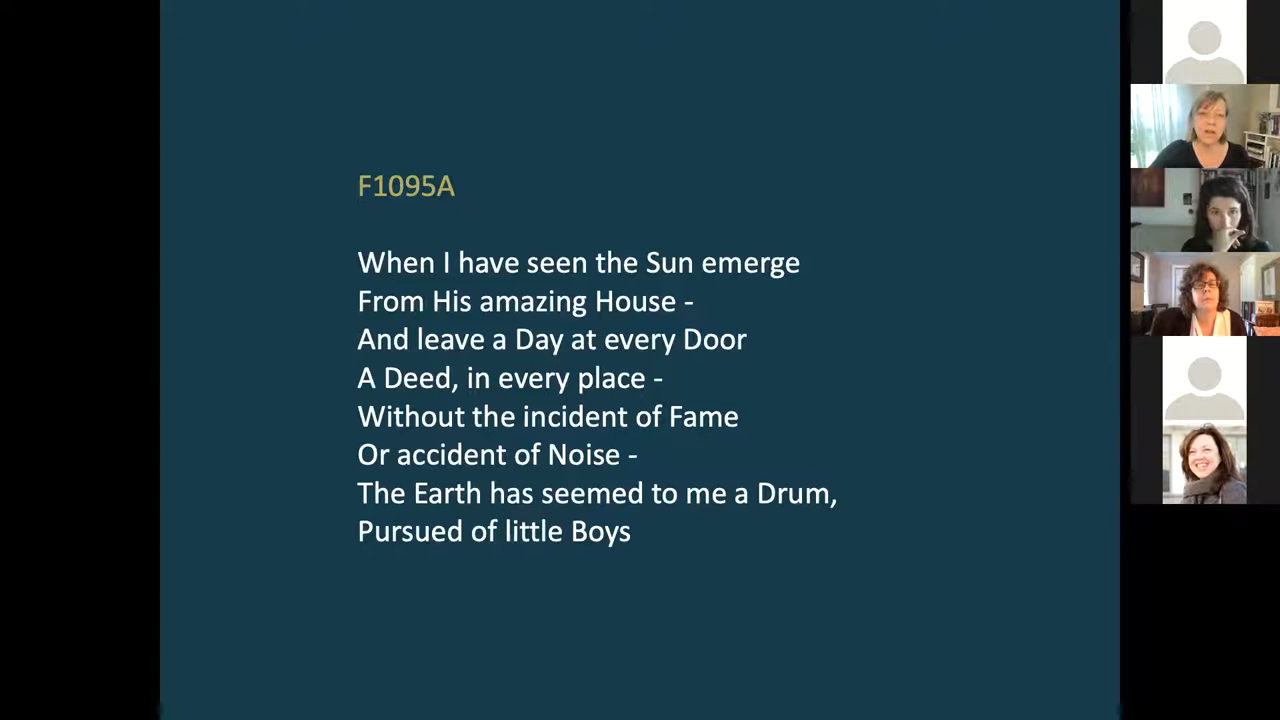 F1095A
When I have seen the Sun emerge
From His amazing House -
And leave a Day at every Door
A Deed, in every place -
Without the incident of Fame
Or accident of Noise -
The Earth has seemed to me a Drum,
Pursued of little Boys